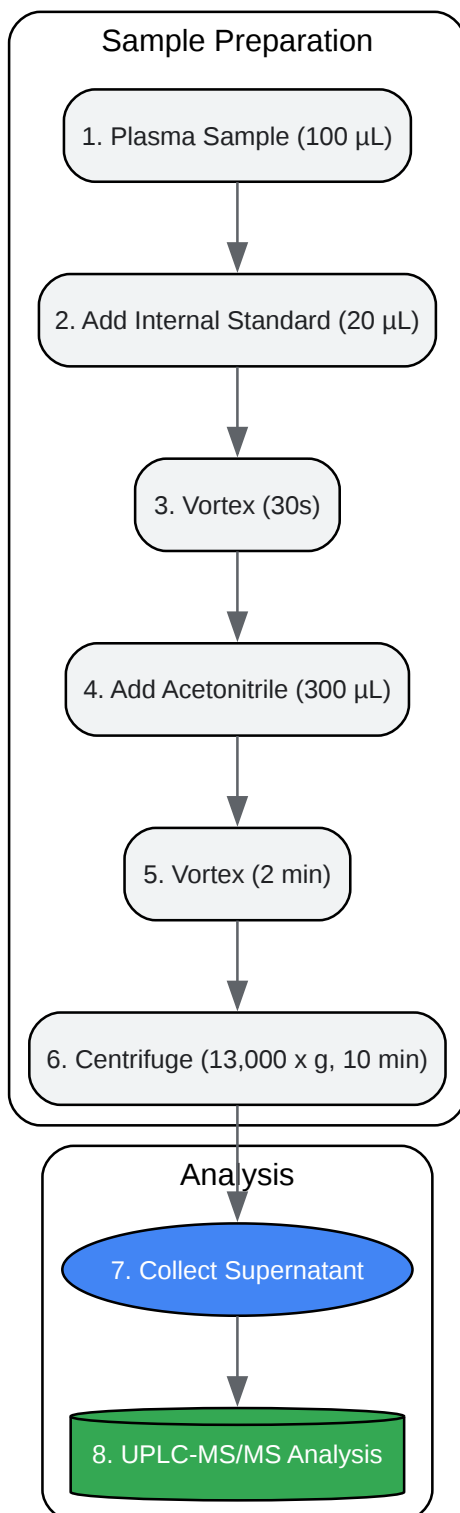 Sample Preparation
1. Plasma Sample (100 µL)
2. Add Internal Standard (20 µL)
3. Vortex (30s)
4. Add Acetonitrile (300 µL)
5. Vortex (2 min)
6. Centrifuge (13,000 x g, 10 min)
Analysis
7. Collect Supernatant
8. UPLC-MS/MS Analysis